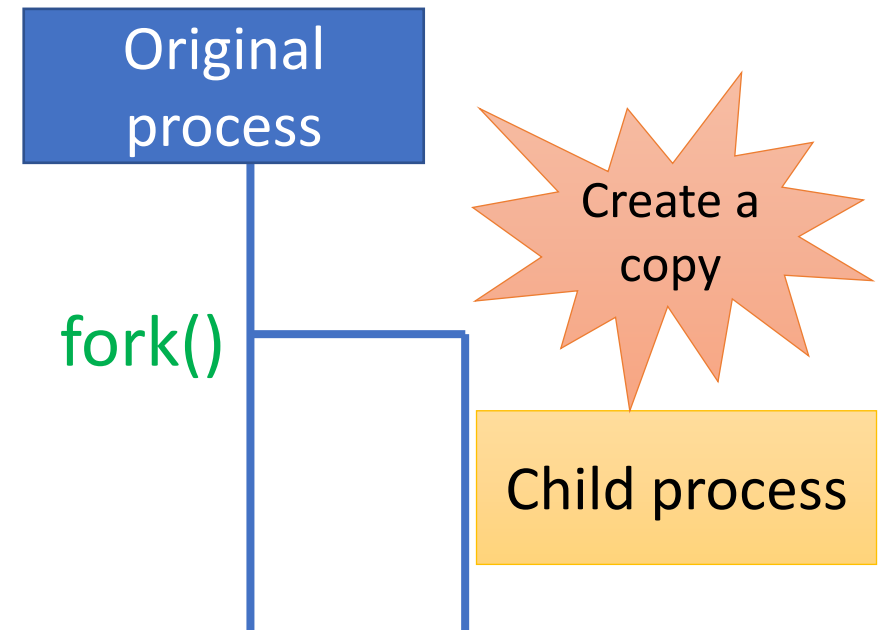 Original
process
Create a
copy
fork()
Child process